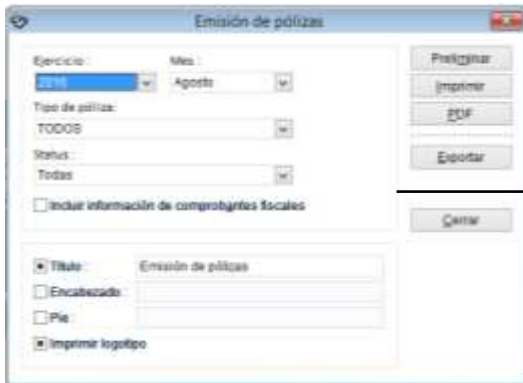 Emisión de pólizas
Ejercicio : Mes :
2016 Agosto
Tipo de póliza:
TODOS
Status :
Todas
Incluir información de comprobantes fiscales
Preliminar
Imprimir
PDF
Exportar
Cerrar
Título : Emisión de pólizas
Encabezado :
Pie :
Imprimir logotipo